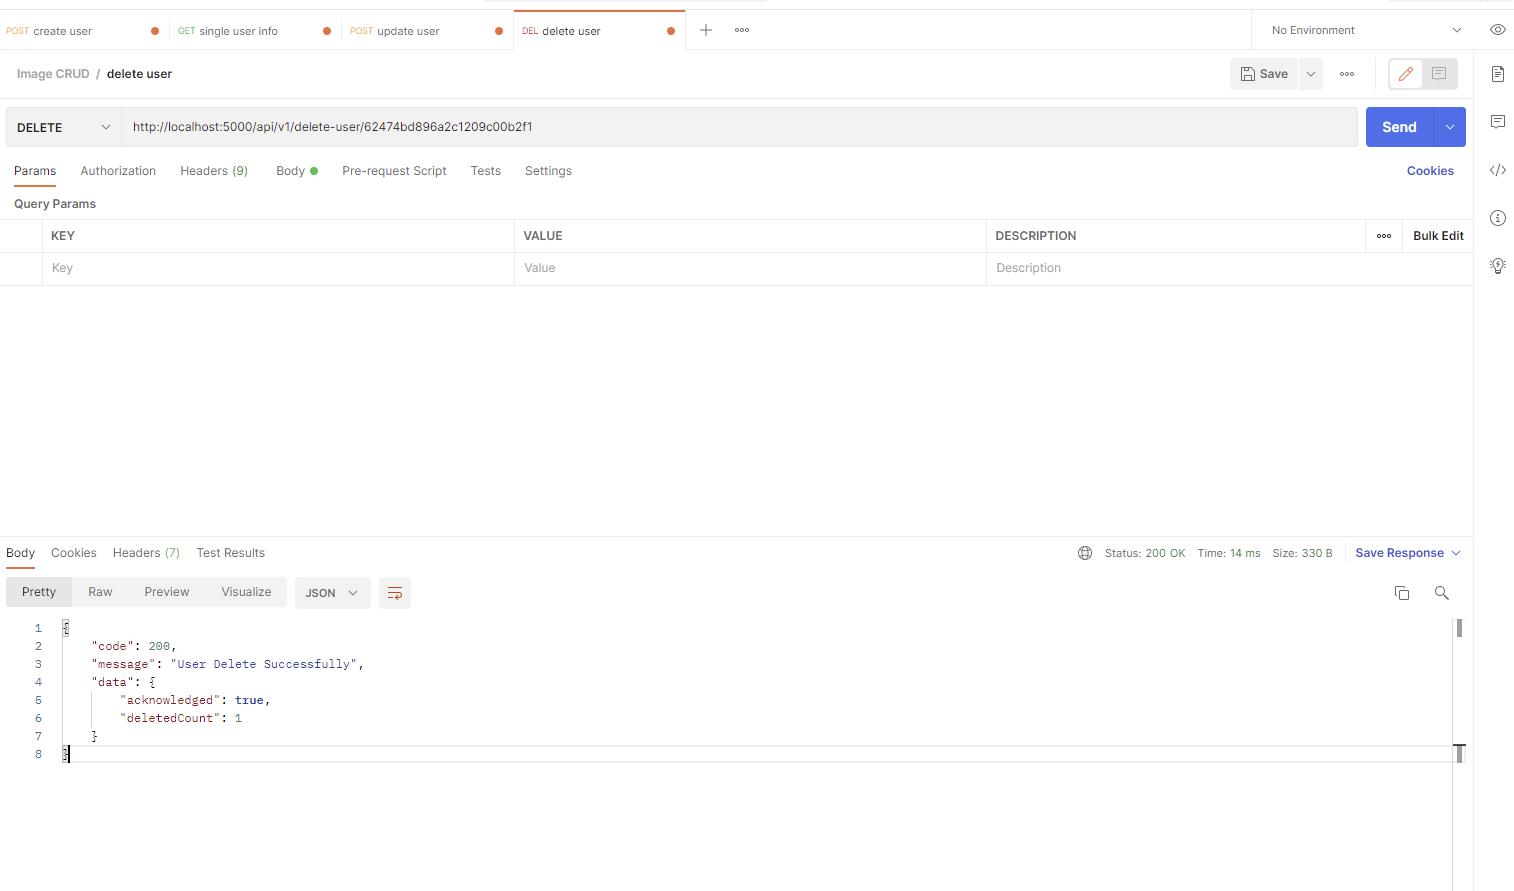 POST create user GET single user info POST update user DEL delete user No Environment
Image CRUD / delete user Save
DELETE http://localhost:5000/api/v1/delete-user/62474bd896a2c1209c00b2f1 Send
Params Authorization Headers (9) Body Pre-request Script Tests Settings Cookies
Query Params
KEY VALUE DESCRIPTION Bulk Edit
Key Value Description
Body Cookies Headers (7) Test Results Status: 200 OK Time: 14 ms Size: 330 B Save Response
Pretty Raw Preview Visualize JSON
1 {
2 "code": 200,
3 "message": "User Delete Successfully",
4 "data": {
5 "acknowledged": true,
6 "deletedCount": 1
7 }
8 }